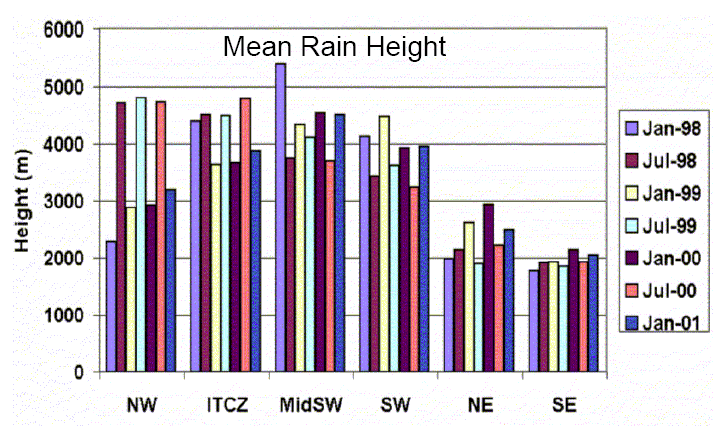 Mean Rain Height
Height (m)
6000
5000
4000
3000
2000
1000
0
NW ITCZ MidSW SW NE SE
Jan-98
Jul-98
Jan-99
Jul-99
Jan-00
Jul-00
Jan-01